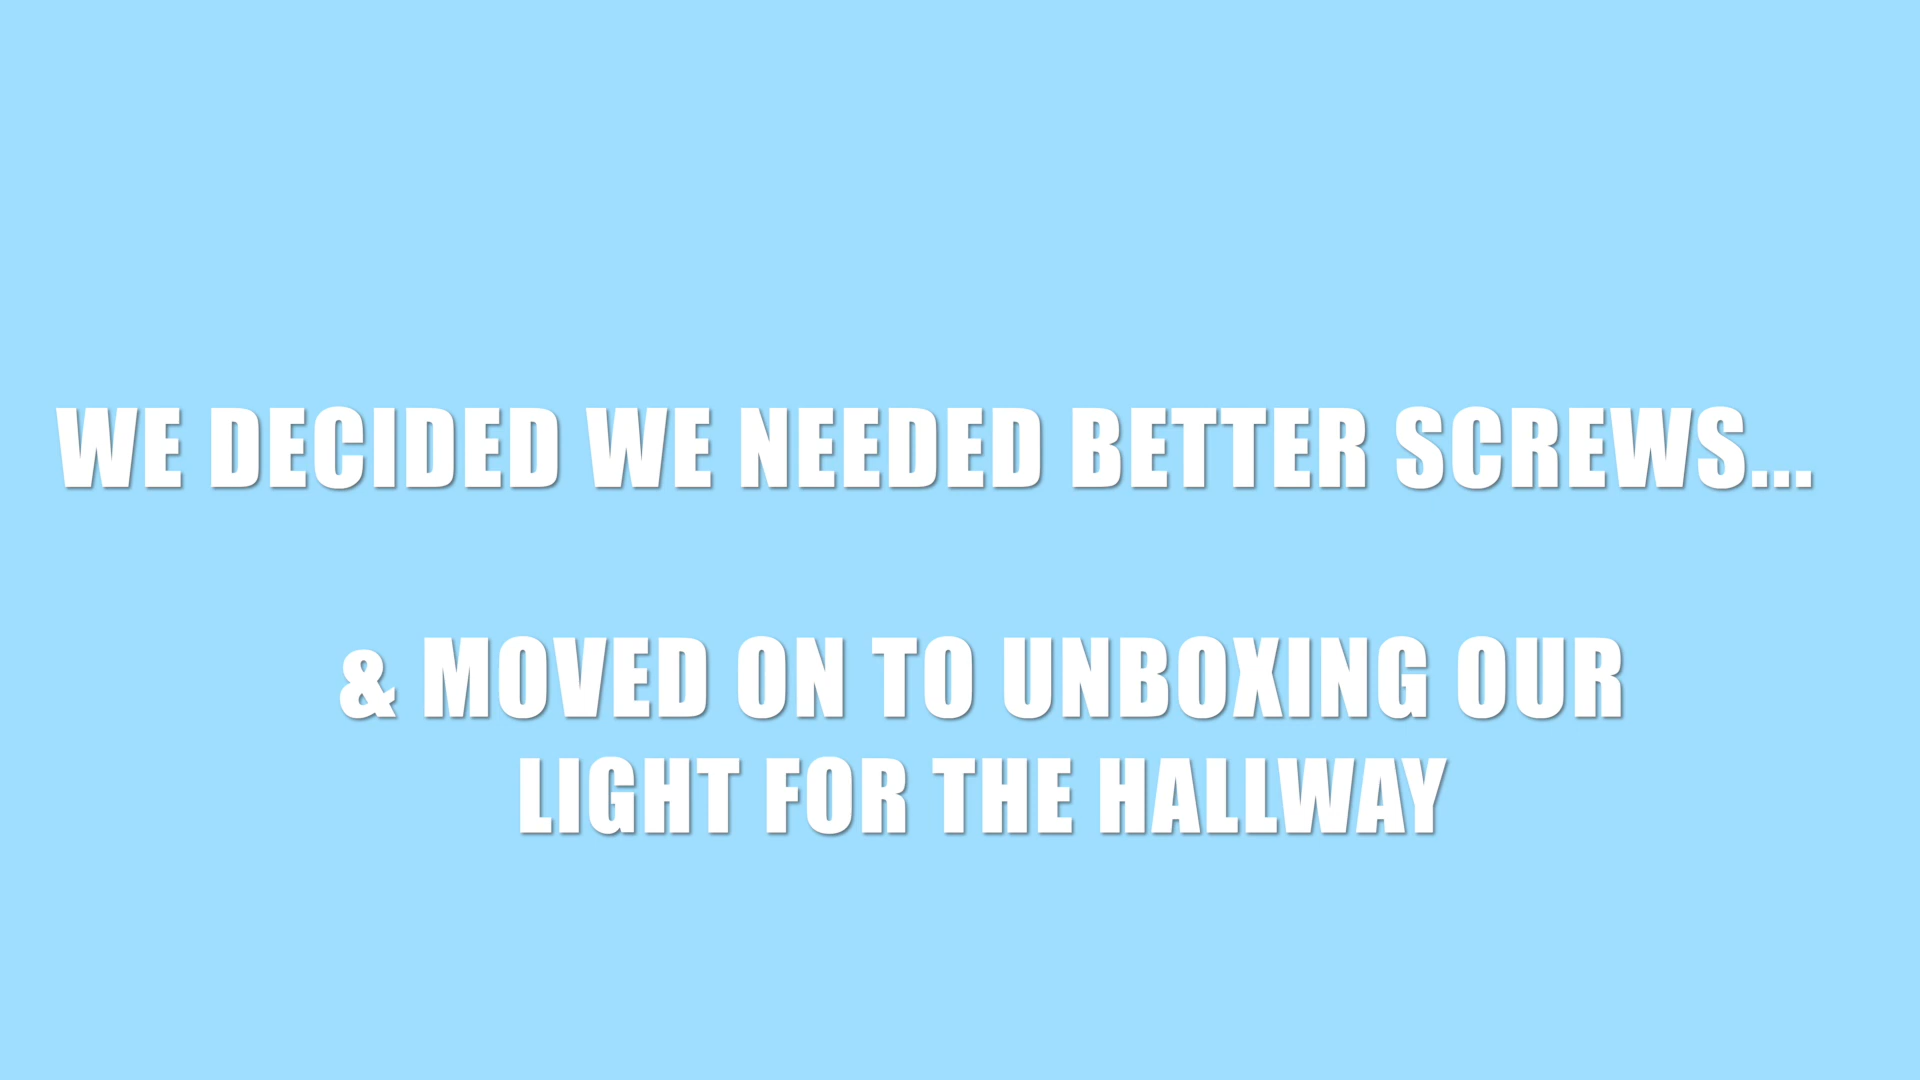 WE DECIDED WE NEEDED BETTER SCREWS...
& MOVED ON TO UNBOXING OUR
LIGHT FOR THE HALLWAY